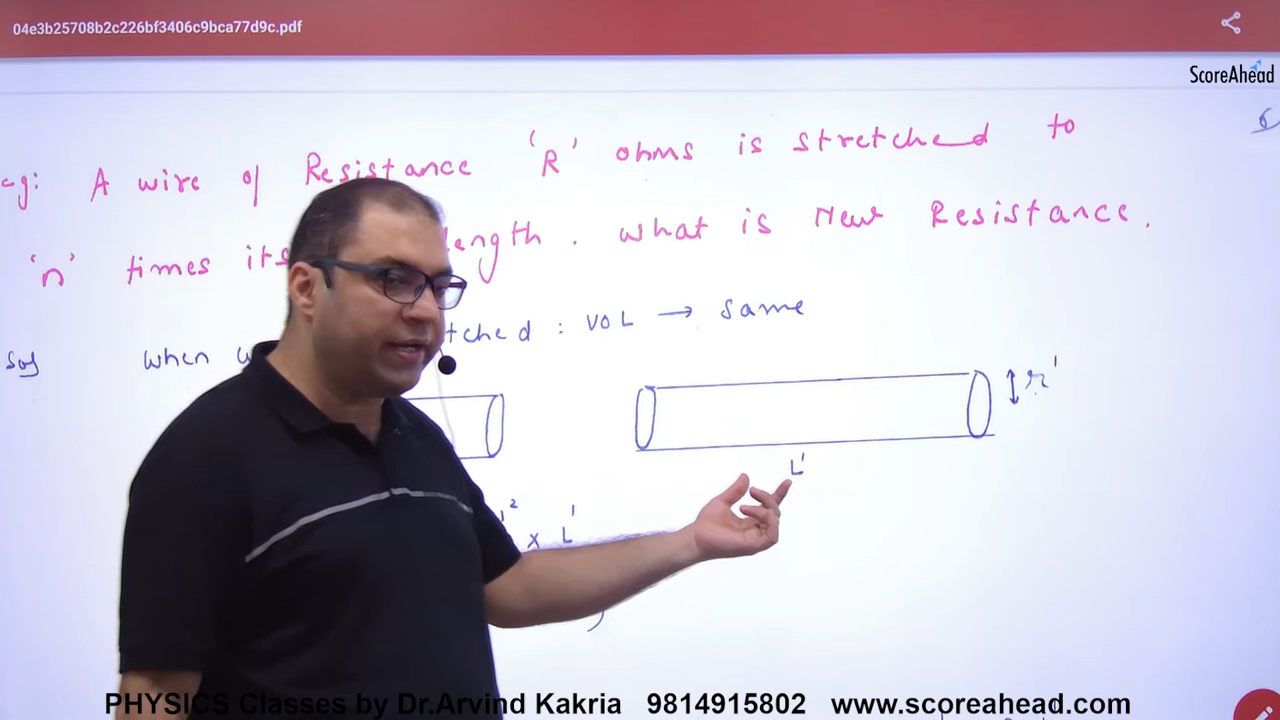 04e3b25708b2c226bf3406c9bca77d9c.pdf
ScoreAhead
eg: A wire of Resistance 'R' ohms is stretched to
'n' times its length. What is New Resistance.
Sol When tched : VOL → same
r'
L'
² × L'
PHYSICS Classes by Dr.Arvind Kakria 9814915802 www.scoreahead.com